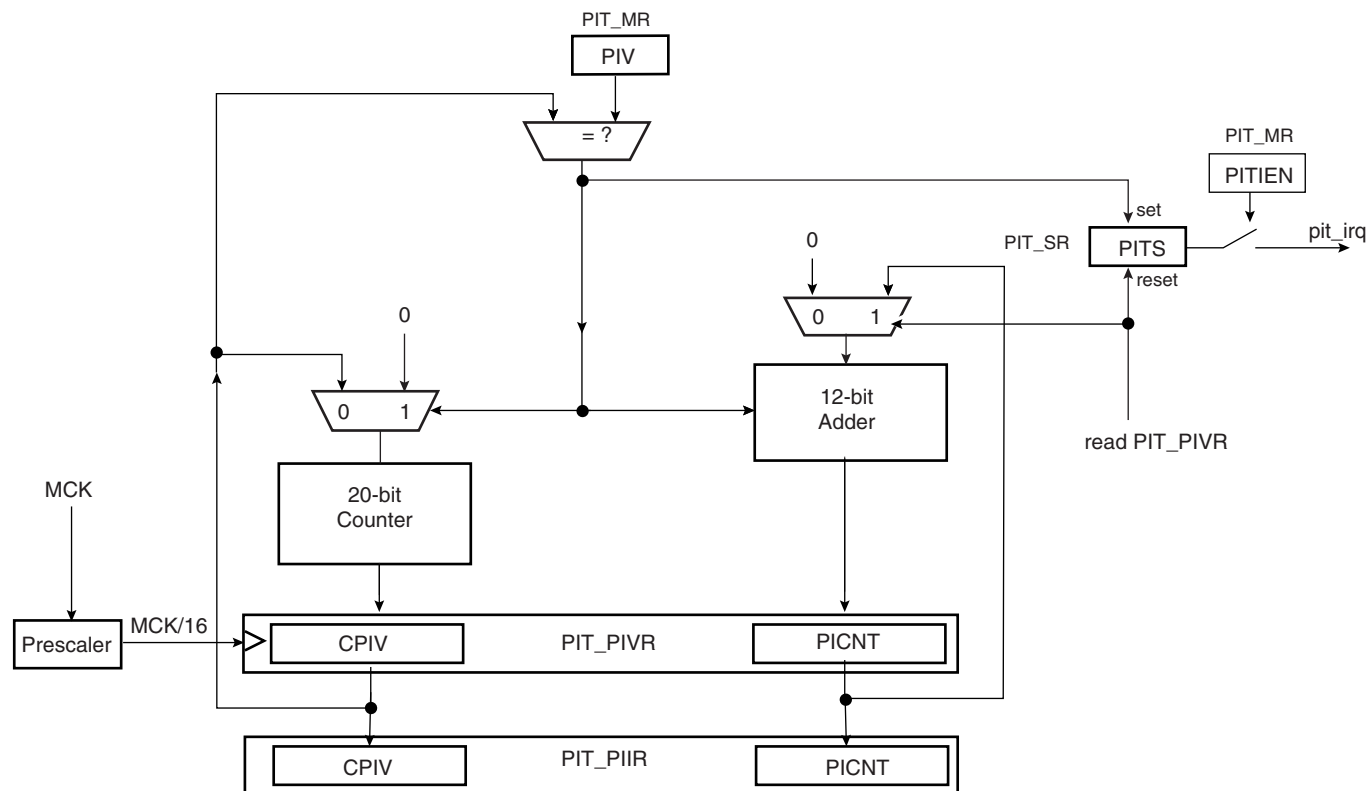 PIT_MR
PIV
= ?
PIT_MR
PITIEN
set
PIT_SR
PITS
pit_irq
reset
0
0 1
0
0 1
12-bit
Adder
read PIT_PIVR
20-bit
Counter
MCK
Prescaler
MCK/16
CPIV
PIT_PIVR
PICNT
CPIV
PIT_PIIR
PICNT